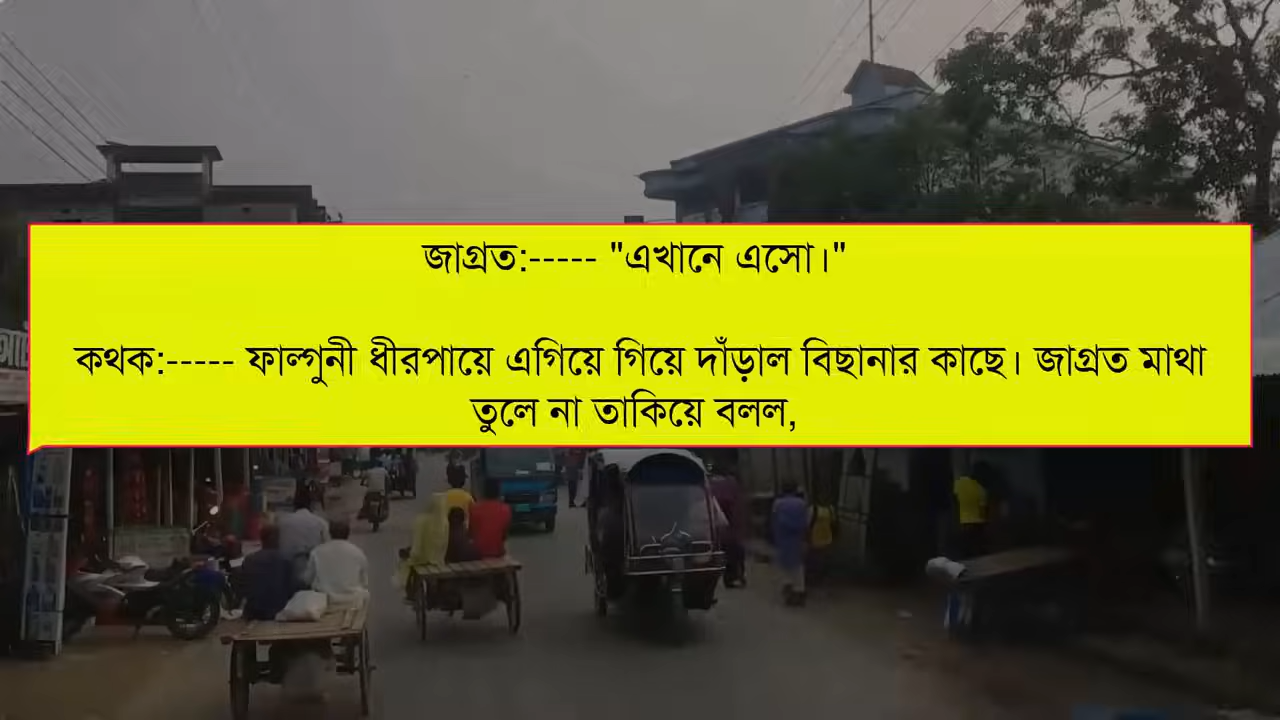 জাগ্রত:----- "এখানে এসো।"
কথক:----- ফাল্গুনী ধীরপায়ে এগিয়ে গিয়ে দাঁড়াল বিছানার কাছে। জাগ্রত মাথা
তুলে না তাকিয়ে বলল,